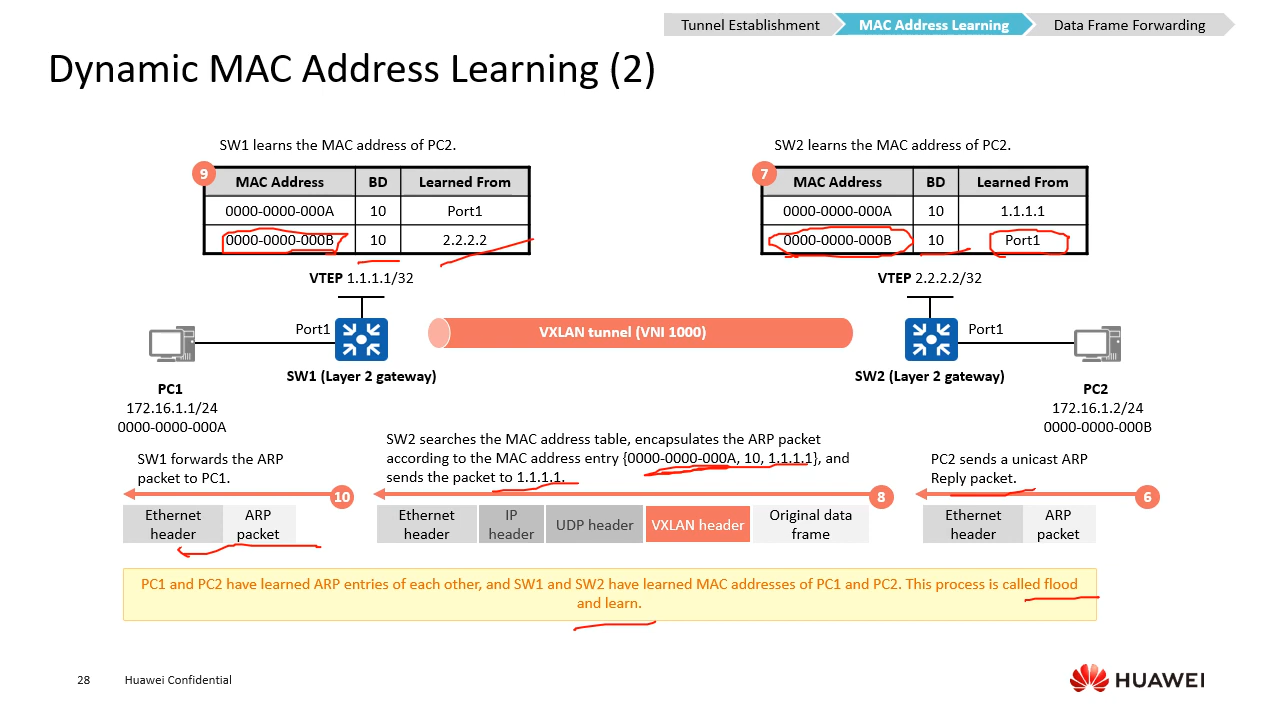 Tunnel Establishment
MAC Address Learning
Data Frame Forwarding
Dynamic MAC Address Learning (2)
SW1 learns the MAC address of PC2.
9
MAC Address BD Learned From
0000-0000-000A 10 Port1
0000-0000-000B 10 2.2.2.2
VTEP 1.1.1.1/32
SW2 learns the MAC address of PC2.
7
MAC Address BD Learned From
0000-0000-000A 10 1.1.1.1
0000-0000-000B 10 Port1
VTEP 2.2.2.2/32
Port1
VXLAN tunnel (VNI 1000)
Port1
SW1 (Layer 2 gateway)
SW2 (Layer 2 gateway)
PC1
172.16.1.1/24
0000-0000-000A
PC2
172.16.1.2/24
0000-0000-000B
SW1 forwards the ARP
packet to PC1.
10
Ethernet
header
ARP
packet
SW2 searches the MAC address table, encapsulates the ARP packet
according to the MAC address entry {0000-0000-000A, 10, 1.1.1.1}, and
sends the packet to 1.1.1.1.
8
Ethernet
header
IP
header
UDP header
VXLAN header
Original data
frame
PC2 sends a unicast ARP
Reply packet.
6
Ethernet
header
ARP
packet
PC1 and PC2 have learned ARP entries of each other, and SW1 and SW2 have learned MAC addresses of PC1 and PC2. This process is called flood
and learn.
28
Huawei Confidential
HUAWEI